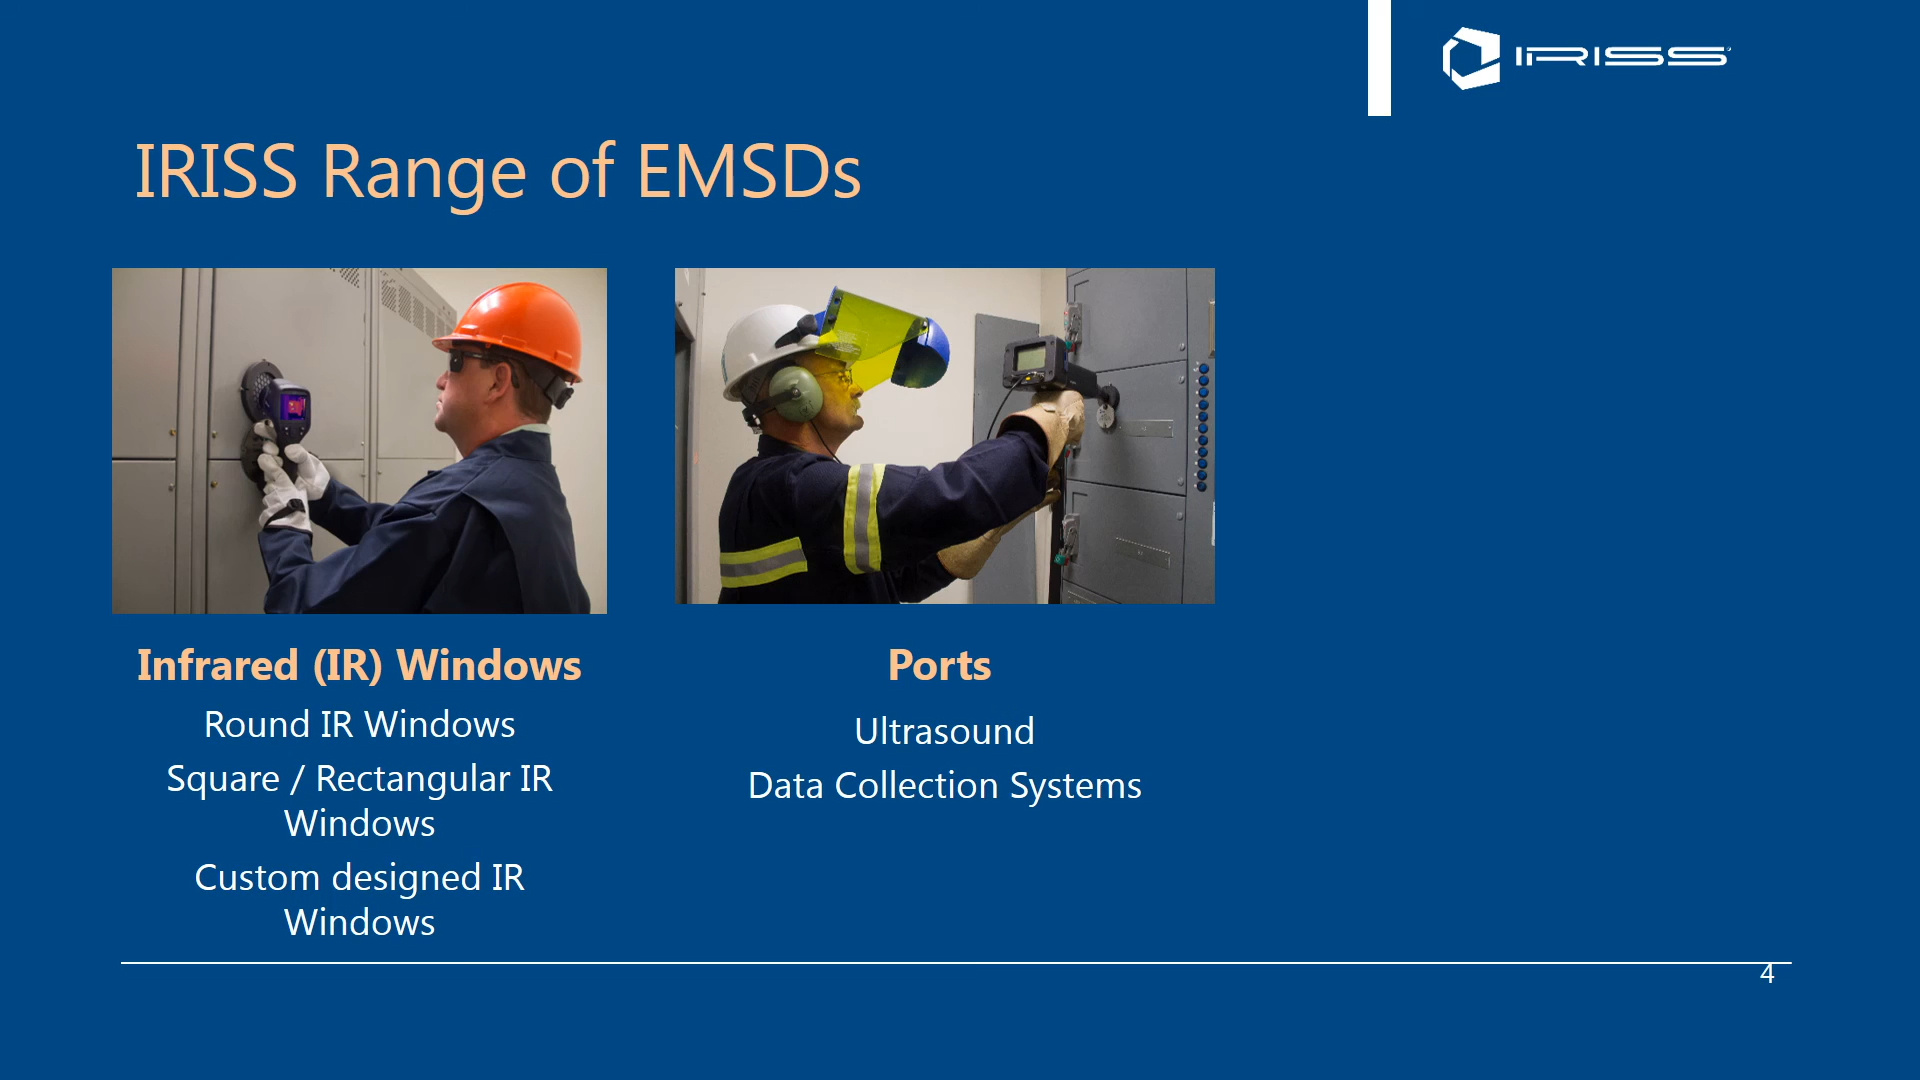 IRISS
IRISS Range of EMSDs
Infrared (IR) Windows
Round IR Windows
Square / Rectangular IR
Windows
Custom designed IR
Windows
Ports
Ultrasound
Data Collection Systems
4